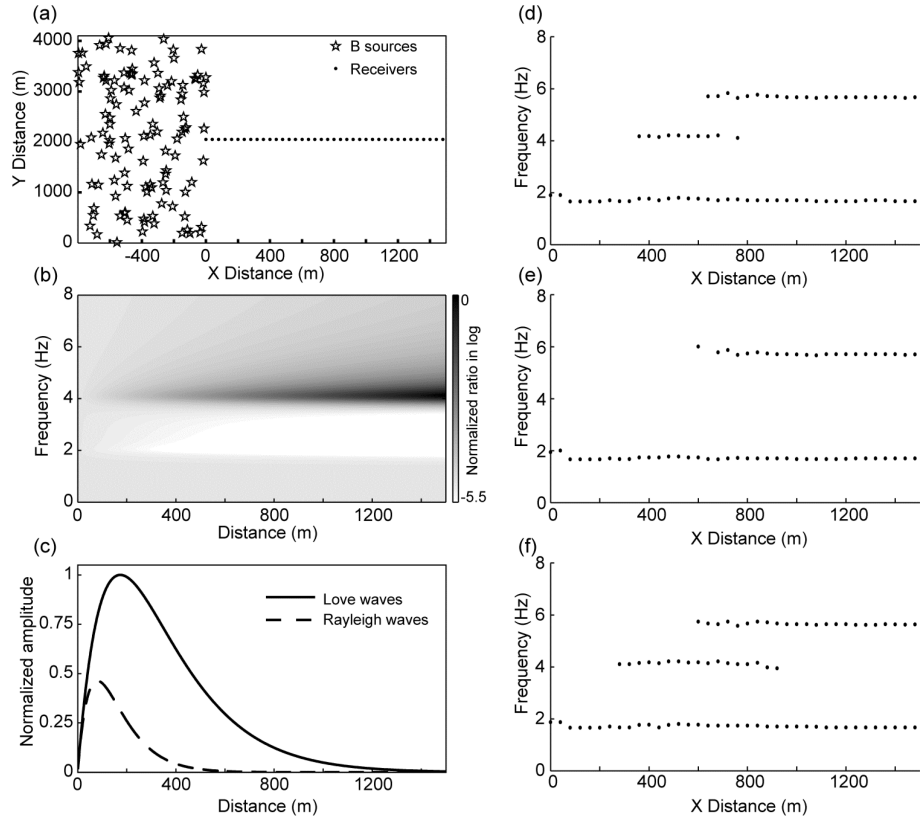 (a)
4000
3000
2000
1000
0
Y Distance (m)
B sources
Receivers
-400 0 400 800 1200
X Distance (m)
(b)
8
6
4
2
0
Frequency (Hz)
0 400 800 1200
Distance (m)
0
-5.5
Normalized ratio in log
(c)
1
0.75
0.5
0.25
0
Normalized amplitude
Love waves
Rayleigh waves
0 400 800 1200
Distance (m)
(d)
8
6
4
2
0
Frequency (Hz)
0 400 800 1200
X Distance (m)
(e)
8
6
4
2
0
Frequency (Hz)
0 400 800 1200
X Distance (m)
(f)
8
6
4
2
0
Frequency (Hz)
0 400 800 1200
X Distance (m)